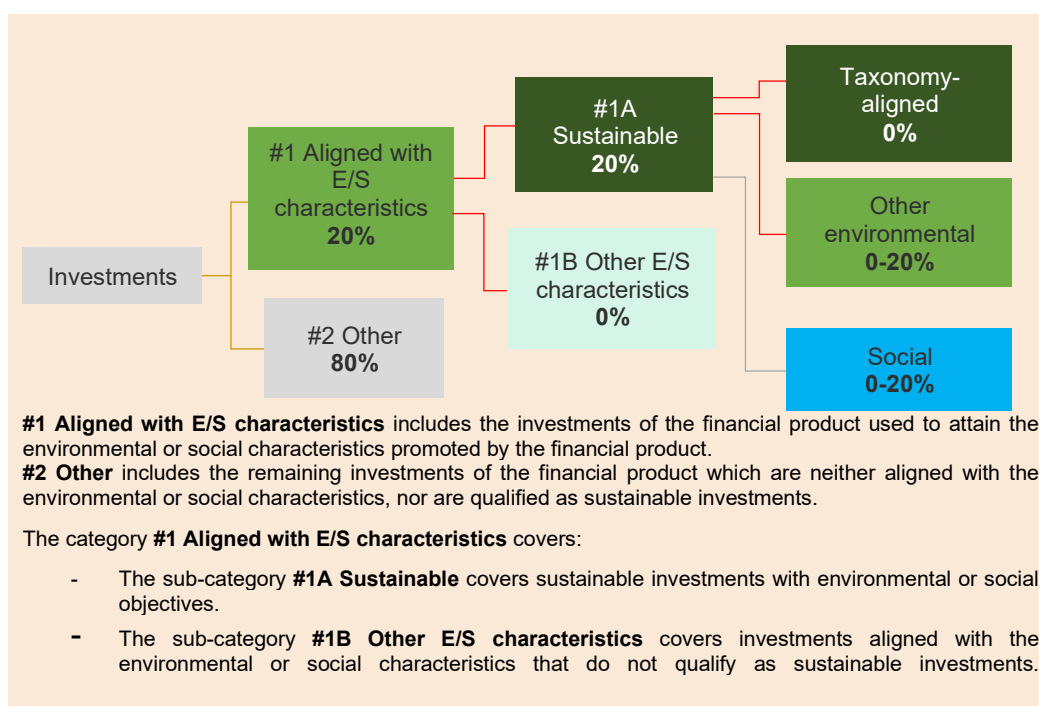 Investments
#1 Aligned with
E/S
characteristics
20%
#2 Other
80%
#1A
Sustainable
20%
#1B Other E/S
characteristics
0%
Taxonomy-
aligned
0%
Other
environmental
0-20%
Social
0-20%
#1 Aligned with E/S characteristics includes the investments of the financial product used to attain the
environmental or social characteristics promoted by the financial product.
#2 Other includes the remaining investments of the financial product which are neither aligned with the
environmental or social characteristics, nor are qualified as sustainable investments.
The category #1 Aligned with E/S characteristics covers:
- The sub-category #1A Sustainable covers sustainable investments with environmental or social
objectives.
- The sub-category #1B Other E/S characteristics covers investments aligned with the
environmental or social characteristics that do not qualify as sustainable investments.